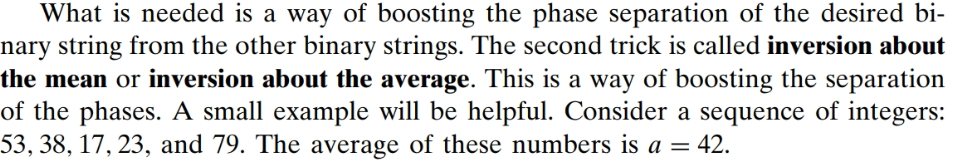 What is needed is a way of boosting the phase separation of the desired bi-
nary string from the other binary strings. The second trick is called inversion about
the mean or inversion about the average. This is a way of boosting the separation
of the phases. A small example will be helpful. Consider a sequence of integers:
53, 38, 17, 23, and 79. The average of these numbers is a = 42.